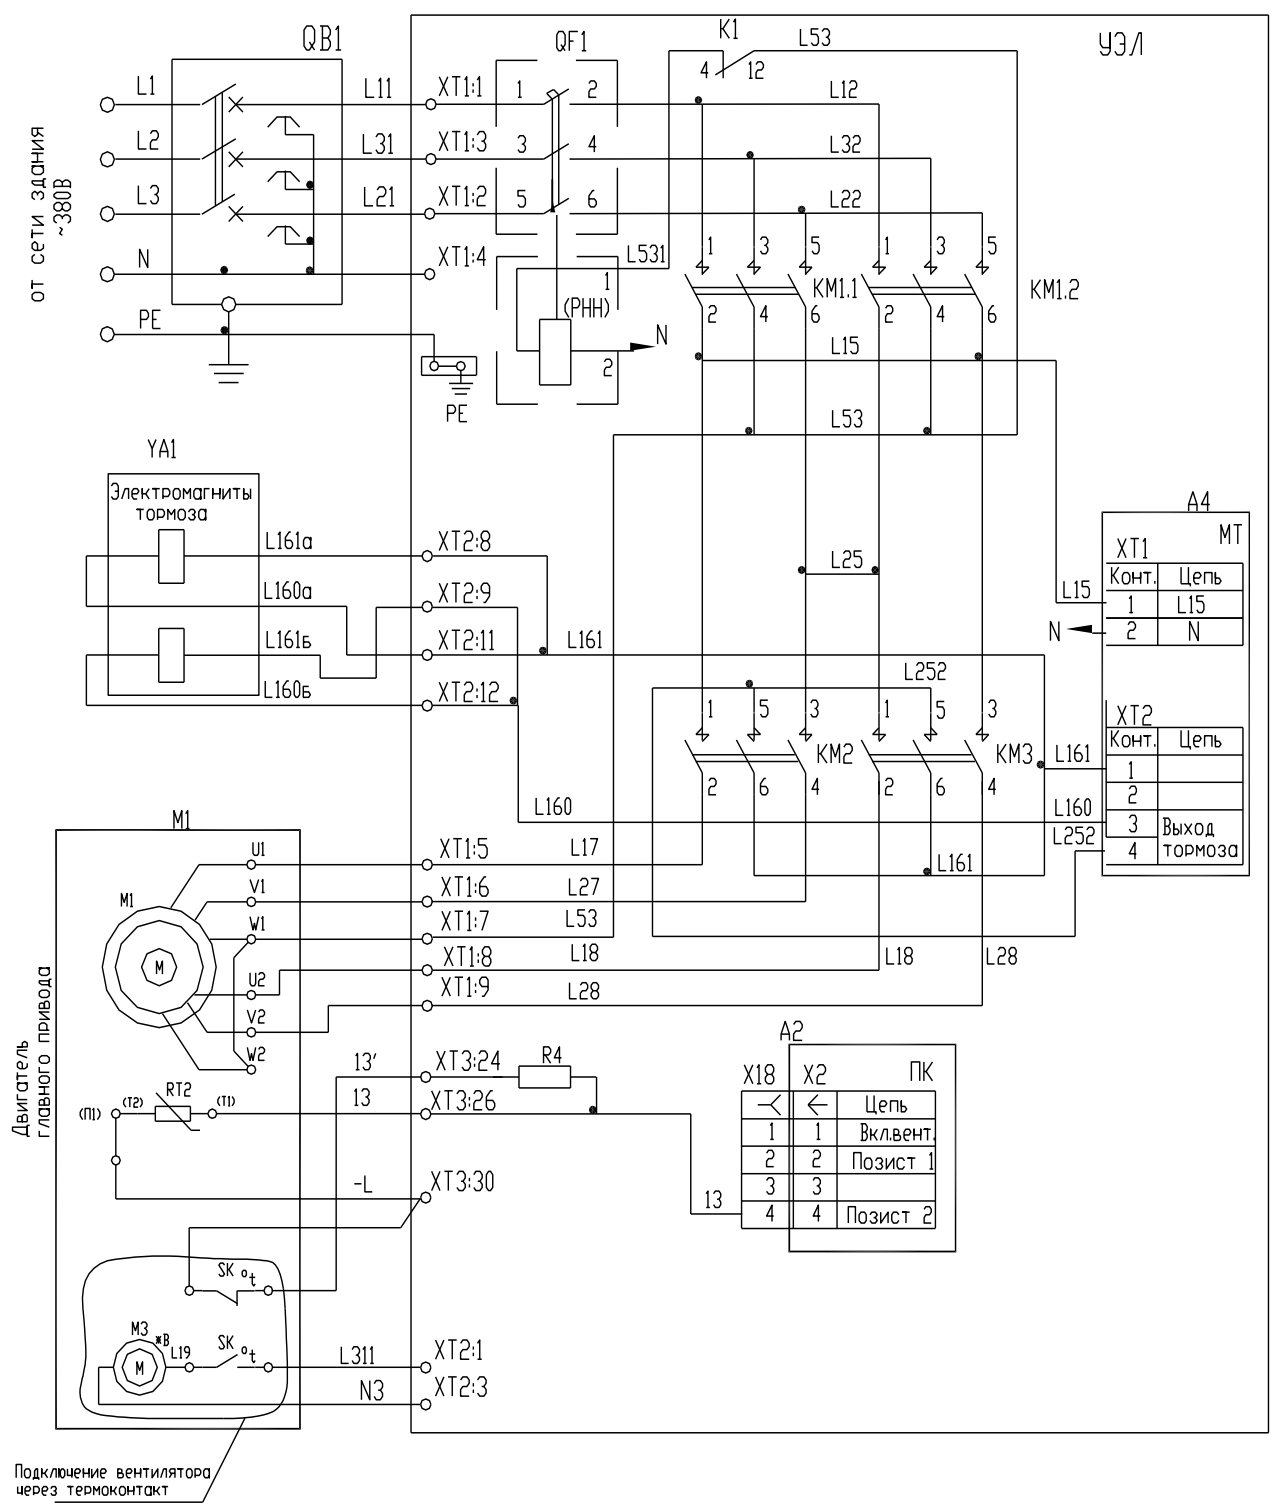 QB1
QF1
K1
L53
УЭЛ
4
12
L1
L11
XT1:1
1
2
L12
L2
L31
XT1:3
3
4
L32
L3
L21
XT1:2
5
6
L22
от сети здания
~380В
N
XT1:4
L531
1
(РНН)
N
2
1
3
5
1
3
5
KM1.1
KM1.2
2
4
6
2
4
6
PE
PE
L15
L53
YA1
Электромагниты
тормоза
L161а
XT2:8
L160а
XT2:9
L161Б
XT2:11
L161
L160Б
XT2:12
L25
L252
A4
МТ
XT1
Конт.
Цепь
L15
1
L15
N
2
N
1
5
3
1
5
3
KM2
KM3
2
6
4
2
6
4
XT2
Конт.
Цепь
L161
1
2
L160
L160
3
Выход
тормоза
L252
4
L161
M1
U1
XT1:5
L17
V1
XT1:6
L27
M1
W1
XT1:7
L53
M
XT1:8
L18
L18
L28
U2
XT1:9
L28
V2
W2
Двигатель
главного привода
13'
XT3:24
R4
13
XT3:26
(П1)
(T2)
RT2
(T1)
-L
XT3:30
A2
ПК
X18
X2
Цепь
1
1
Вкл.вент.
2
2
Позист 1
3
3
13
4
4
Позист 2
SK
o
t
M3
*В
M
L19
SK
o
t
L311
XT2:1
N3
XT2:3
Подключение вентилятора
через термоконтакт